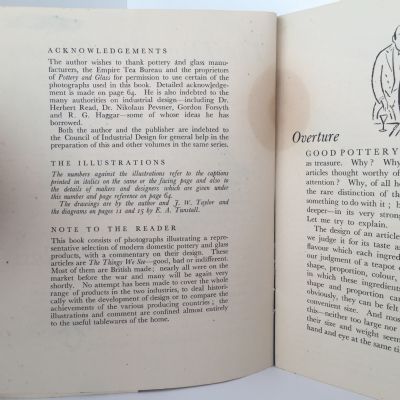 ACKNOWLEDGEMENTS
The author wishes to thank pottery and glass manu-
facturers, the Empire Tea Bureau and the proprietors
of Pottery and Glass for permission to use certain of the
photographs used in this book. Detailed acknowledge-
ment is made on page 64. He is also indebted to the
many authorities on industrial design—including Dr.
Herbert Read, Dr. Nikolaus Pevsner, Gordon Forsyth
and R. G. Haggar—some of whose ideas he has
borrowed.
Both the author and the publisher are indebted to
the Council of Industrial Design for general help in the
preparation of this and other volumes in the same series.
THE ILLUSTRATIONS
The numbers against the illustrations refer to the captions
printed in italics on the same or the facing page and also to
the details of makers and designers which are given under
this number and page reference on page 64.
The drawings are by the author and J. W. Taylor and
the diagrams on pages 11 and 15 by E. A. Tunstall.
NOTE TO THE READER
This book consists of photographs illustrating a repre-
sentative selection of modern domestic pottery and glass
products, with a commentary on their design. These
articles are The Things We See—good, bad or indifferent.
Most of them are British made; nearly all were on the
market before the war and many will be again very
shortly. No attempt has been made to cover the whole
range of products in the two industries, to deal histori-
cally with the development of design or to compare the
achievements of the various producing countries; the
illustrations and comment are confined almost entirely
to the useful tablewares of the home.
Overture
GOOD POTTERY
as treasure. Why? Why
articles thought worthy of
attention? Why, of all h
the rare distinction of th
something to do with it; b
deeper—in its very stron
Let me try to explain.
The design of an articl
we judge it for its taste a
flavour which each ingred
our judgment of a teapot o
shape, proportion, colour,
in which these ingredient
shape and proportion can
obviously, they can be felt
convenient size. And most
this—neither too large nor
their size and weight seem
hand and eye at the same tim